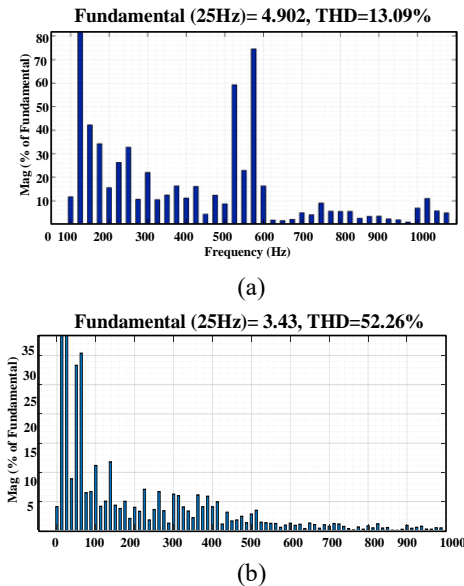 Fundamental (25Hz)= 4.902, THD=13.09%
Mag (% of Fundamental)
80
70
60
50
40
30
20
10
0 100 200 300 400 500 600 700 800 900 1000
Frequency (Hz)
(a)
Fundamental (25Hz)= 3.43, THD=52.26%
Mag (% of Fundamental)
35
30
25
20
15
10
5
0 100 200 300 400 500 600 700 800 900 1000
(b)